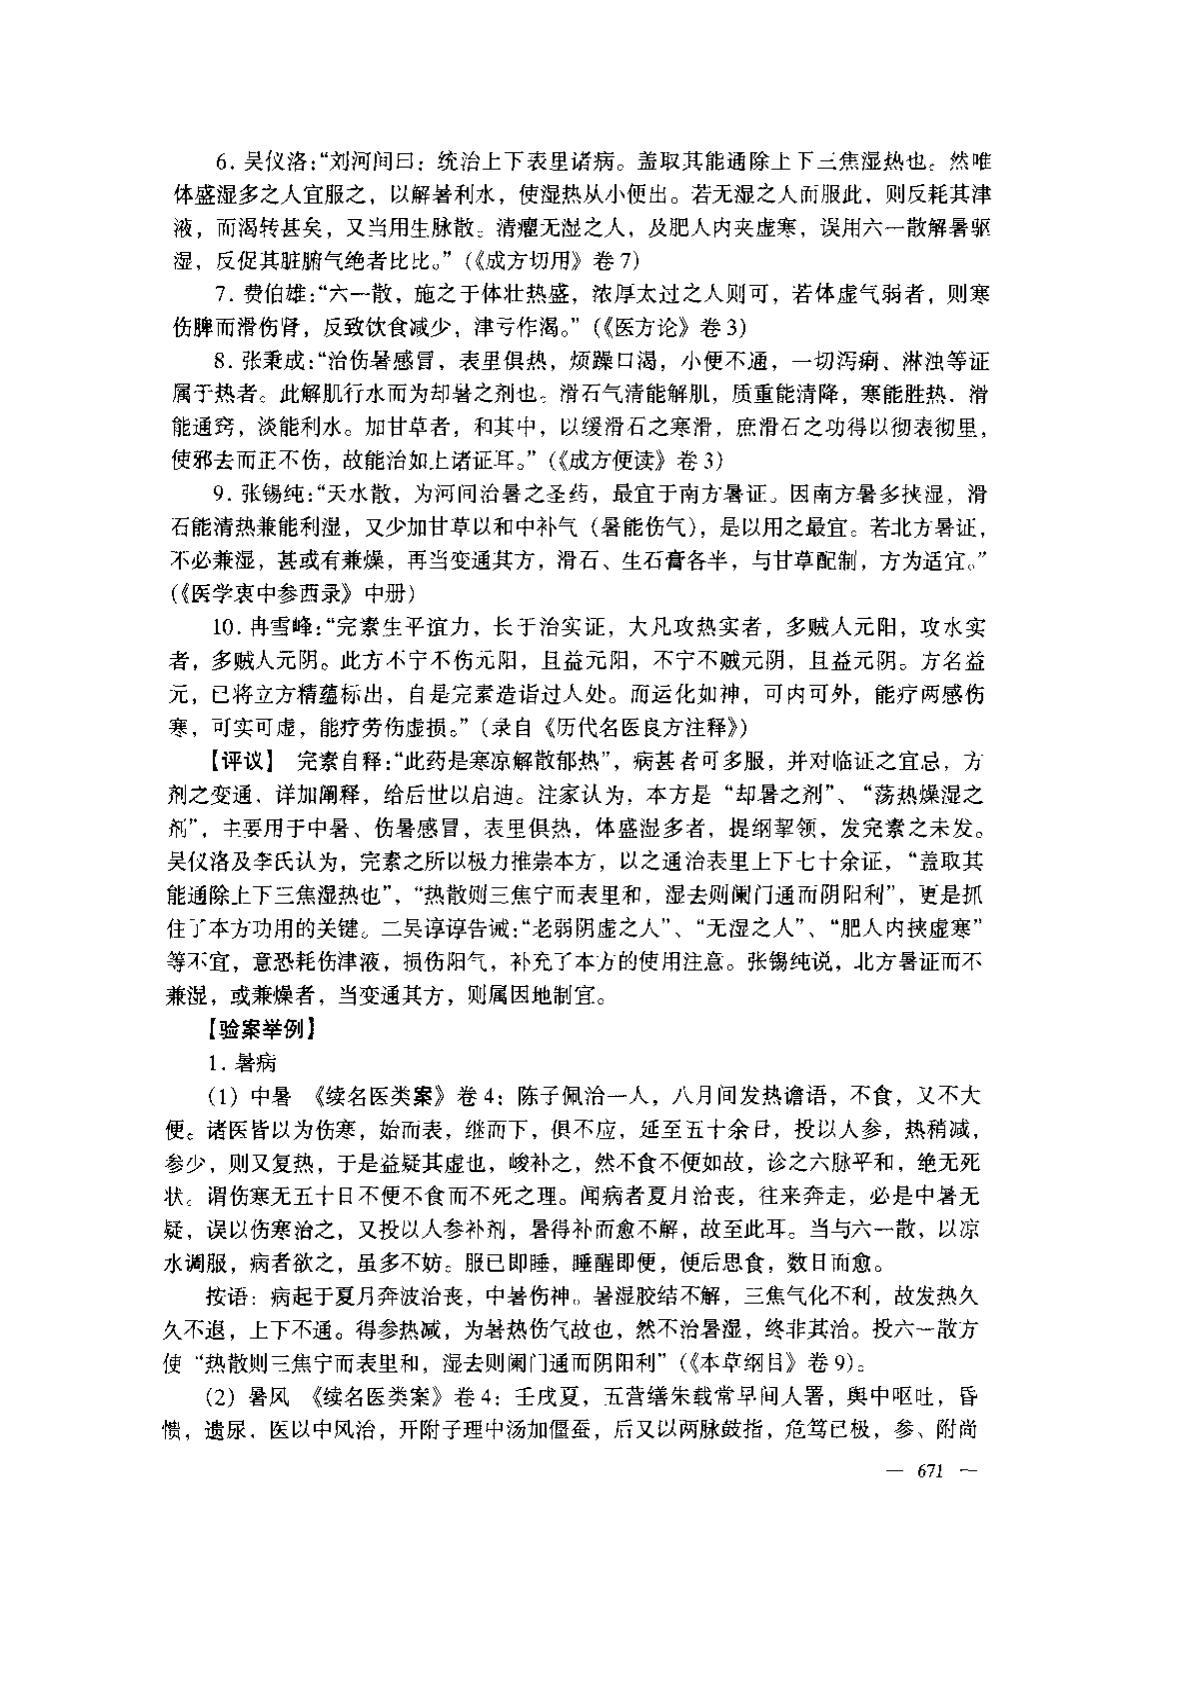 6. 吴仪洛：“刘河间曰：统治上下表里诸病。盖取其能通除上下三焦湿热也。然唯
体盛湿多之人宜服之，以解暑利水，使湿热从小便出。若无湿之人而服此，则反耗其津
液，而渴转甚矣，又当用生脉散。清癯无湿之人，及肥人内夹虚寒，误用六一散解暑驱
湿，反促其脏腑气绝者比比。”（《成方切用》卷 7）
7. 费伯雄：“六一散，施之于体壮热盛，浓厚太过之人则可，若体虚气弱者，则寒
伤脾而滑伤肾，反致饮食减少，津亏作渴。”（《医方论》卷 3）
8. 张秉成：“治伤暑感冒，表里俱热，烦躁口渴，小便不通，一切泻痢、淋浊等证
属于热者。此解肌行水而为却暑之剂也。滑石气清能解肌，质重能清降，寒能胜热，滑
能通窍，淡能利水。加甘草者，和其中，以缓滑石之寒滑，庶滑石之功得以彻表彻里，
使邪去而正不伤，故能治如上诸证耳。”（《成方便读》卷 3）
9. 张锡纯：“天水散，为河间治暑之圣药，最宜于南方暑证。因南方暑多挟湿，滑
石能清热兼能利湿，又少加甘草以和中补气（暑能伤气），是以用之最宜。若北方暑证，
不必兼湿，甚或有兼燥，再当变通其方，滑石、生石膏各半，与甘草配制，方为适宜。”
（《医学衷中参西录》中册）
10. 冉雪峰：“完素生平谊力，长于治实证，大凡攻热实者，多贼人元阳，攻水实
者，多贼人元阴。此方不宁不伤元阳，且益元阳，不宁不贼元阴，且益元阴。方名益
元，已将立方精蕴标出，自是完素造诣过人处。而运化如神，可内可外，能疗两感伤
寒，可实可虚，能疗劳伤虚损。”（录自《历代名医良方注释》）
【评议】 完素自释：“此药是寒凉解散郁热”，病甚者可多服，并对临证之宜忌，方
剂之变通，详加阐释，给后世以启迪。注家认为，本方是“却暑之剂”、“荡热燥湿之
剂”，主要用于中暑、伤暑感冒，表里俱热，体盛湿多者，提纲挈领，发完素之未发。
吴仪洛及李氏认为，完素之所以极力推崇本方，以之通治表里上下七十余证，“盖取其
能通除上下三焦湿热也”，“热散则三焦宁而表里和，湿去则阑门通而阴阳利”，更是抓
住了本方功用的关键。二吴谆谆告诫：“老弱阴虚之人”、“无湿之人”、“肥人内挟虚寒”
等不宜，意恐耗伤津液，损伤阳气，补充了本方的使用注意。张锡纯说，北方暑证而不
兼湿，或兼燥者，当变通其方，则属因地制宜。
【验案举例】
1. 暑病
（1）中暑 《续名医类案》卷 4：陈子佩治一人，八月间发热谵语，不食，又不大
便。诸医皆以为伤寒，始而表，继而下，俱不应，延至五十余日，投以人参，热稍减，
参少，则又复热，于是益疑其虚也，峻补之，然不食不便如故，诊之六脉平和，绝无死
状。谓伤寒无五十日不便不食而不死之理。闻病者夏月治丧，往来奔走，必是中暑无
疑，误以伤寒治之，又投以人参补剂，暑得补而愈不解，故至此耳。当与六一散，以凉
水调服，病者欲之，虽多不妨。服已即睡，睡醒即便，便后思食，数日而愈。
按语：病起于夏月奔波治丧，中暑伤神。暑湿胶结不解，三焦气化不利，故发热久
久不退，上下不通。得参热减，为暑热伤气故也，然不治暑湿，终非其治。投六一散方
使“热散则三焦宁而表里和，湿去则阑门通而阴阳利”（《本草纲目》卷 9）。
（2）暑风 《续名医类案》卷 4：壬戌夏，五营缮朱载常早间入署，舆中呕吐，昏
愦，遗尿，医以中风治，开附子理中汤加僵蚕，后又以两脉鼓指，危笃已极，参、附尚
— 671 —